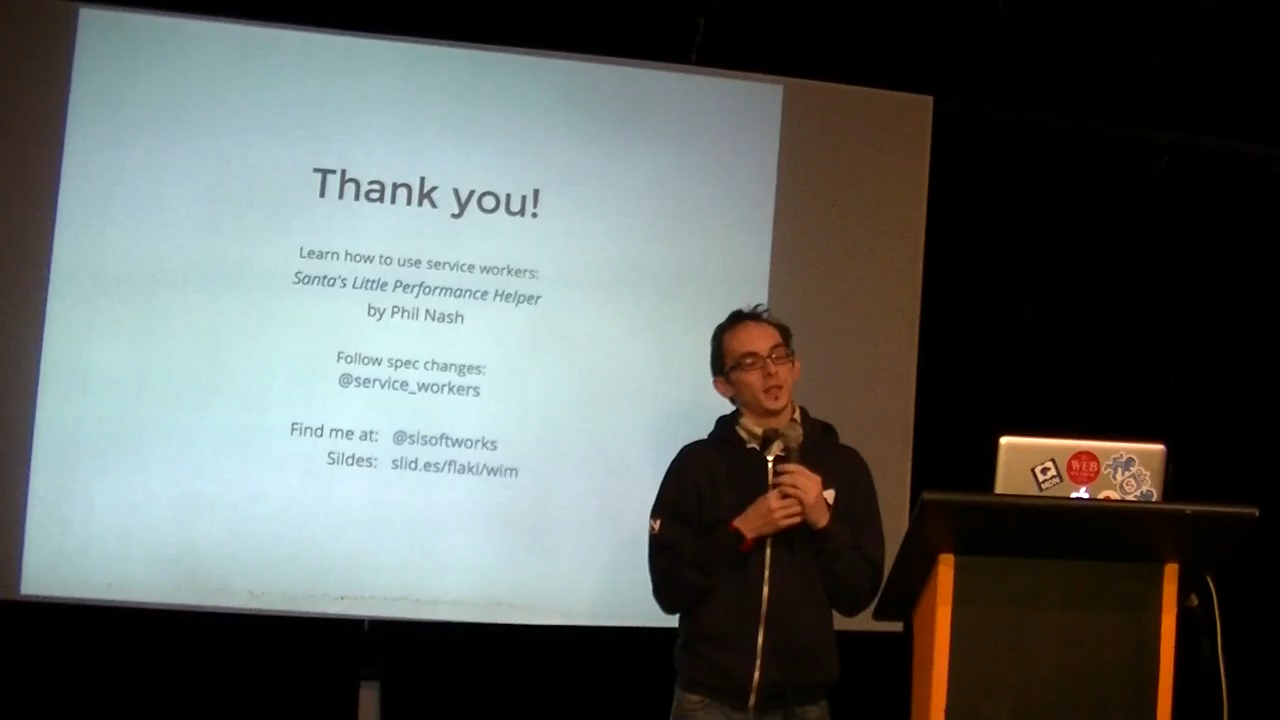 Thank you!
Learn how to use service workers:
Santa's Little Performance Helper
by Phil Nash
Follow spec changes:
@service_workers
Find me at: @slsoftworks
Sildes: slid.es/flaki/wim
MDN
WEB